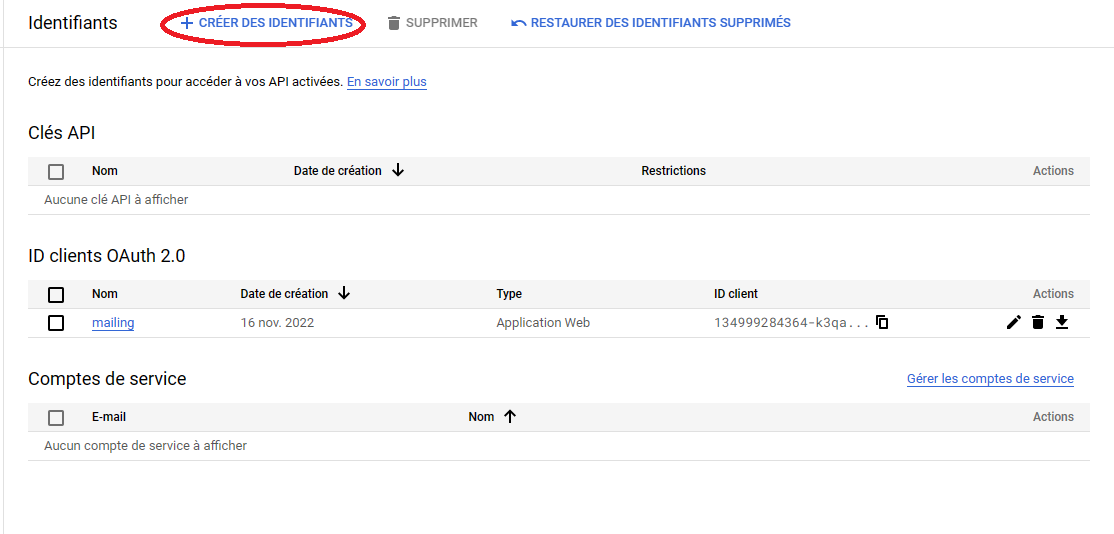 Identifiants
+ CRÉER DES IDENTIFIANTS
SUPPRIMER
RESTAURER DES IDENTIFIANTS SUPPRIMÉS
Créez des identifiants pour accéder à vos API activées. En savoir plus
Clés API
Nom Date de création Restrictions Actions
Aucune clé API à afficher
ID clients OAuth 2.0
Nom Date de création Type ID client Actions
mailing 16 nov. 2022 Application Web 134999284364-k3qa...
Comptes de service Gérer les comptes de service
E-mail Nom Actions
Aucun compte de service à afficher